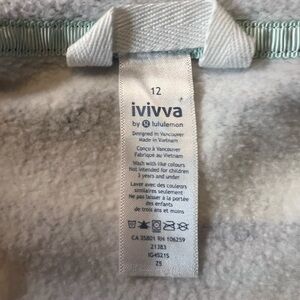 12
ivivva
by lululemon
Designed in Vancouver
Made in Vietnam
Conçu à Vancouver
Fabriqué au Vietnam
Wash with like colours
Not intended for children
3 years and under
Laver avec des couleurs
similaires seulement
Ne pas laisser à la portée
des enfants
de trois ans et moins
CA 35801 RN 106259
21383
IG4S21S
ZS